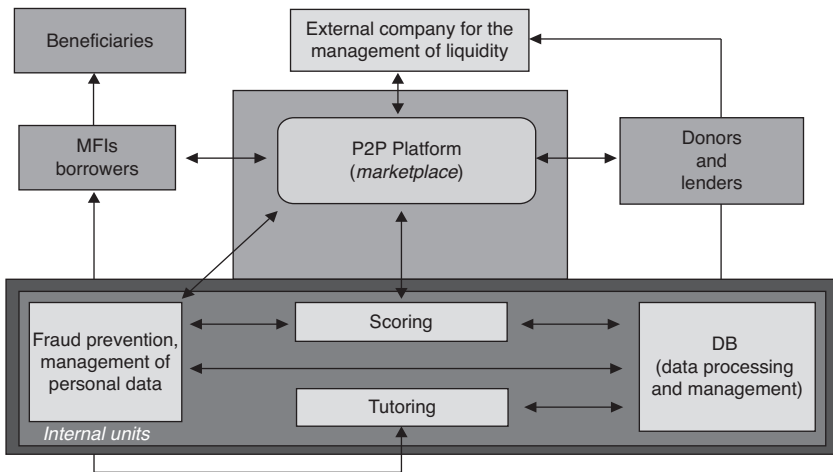 Beneficiaries
External company for the
management of liquidity
MFIs
borrowers
P2P Platform
(marketplace)
Donors
and
lenders
Fraud prevention,
management of
personal data
Scoring
Tutoring
DB
(data processing
and management)
Internal units